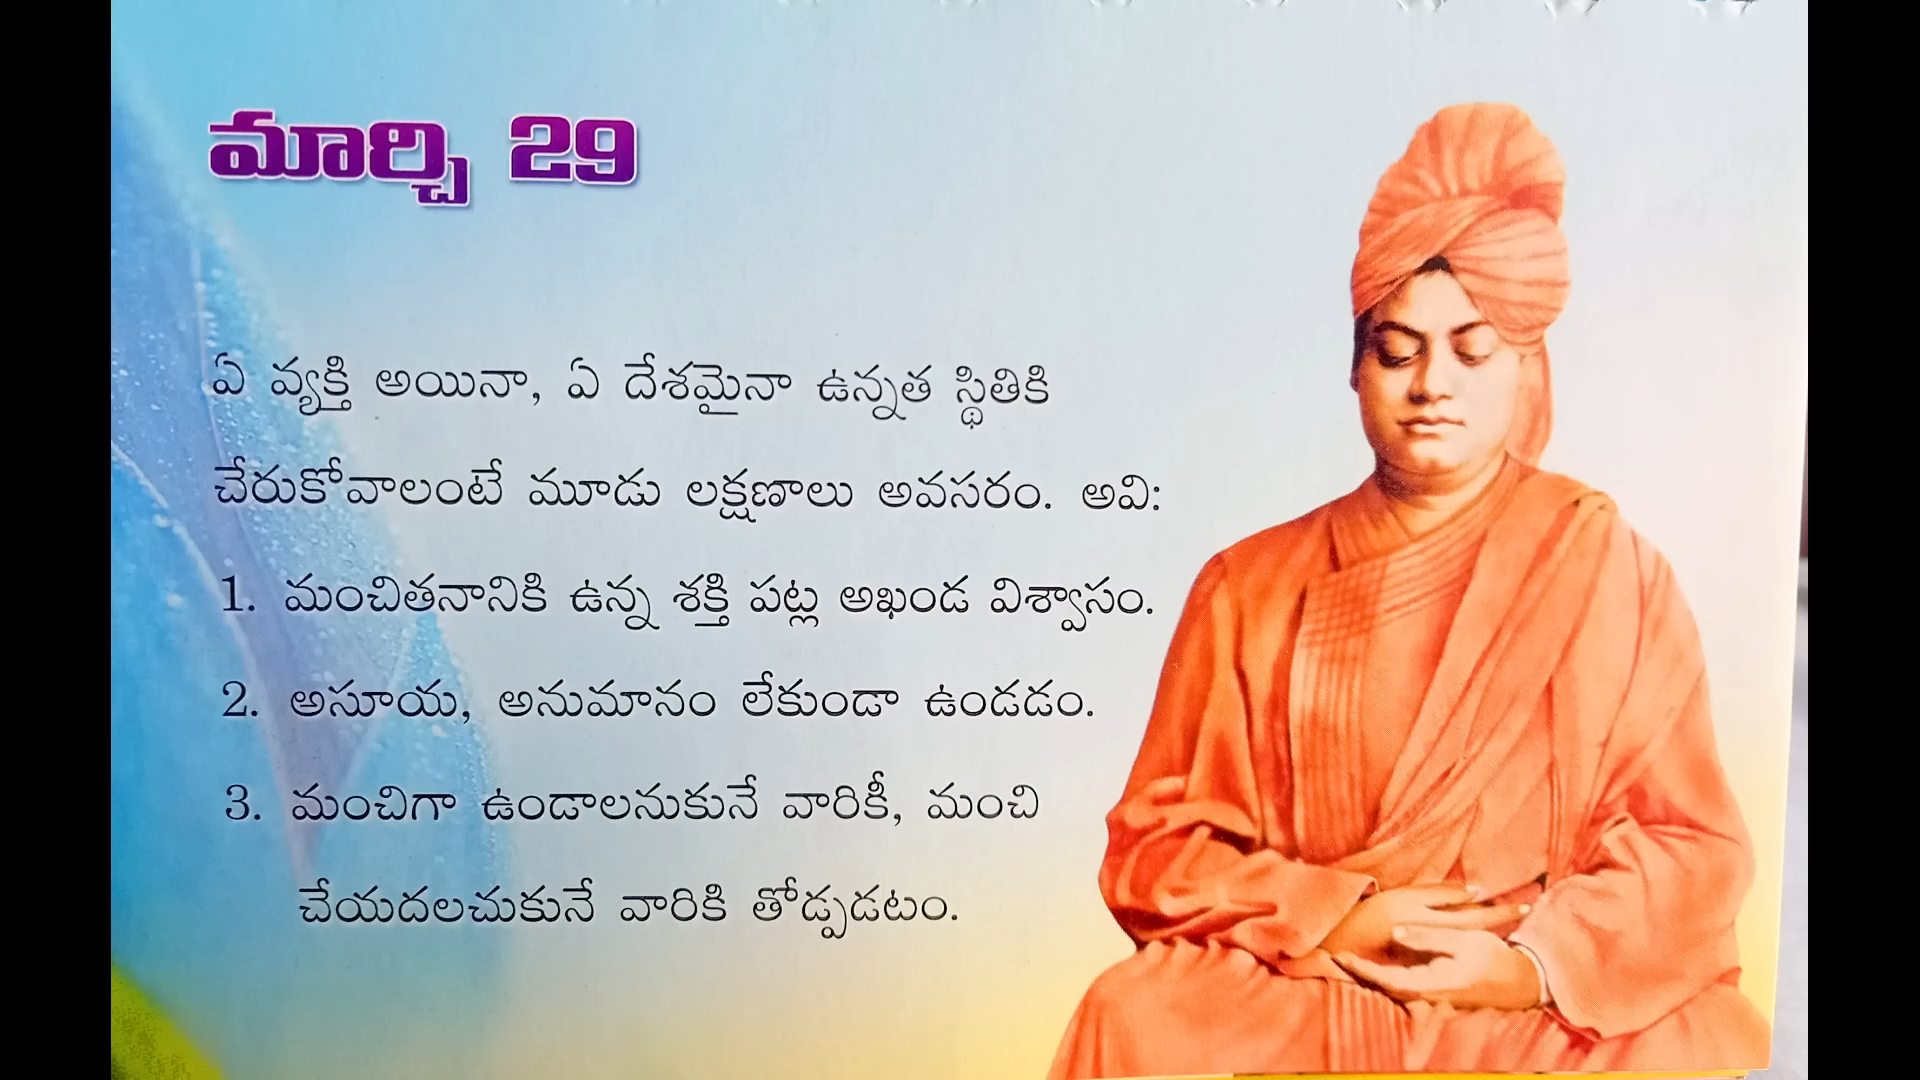 మార్చి 29
ఏ వ్యక్తి అయినా, ఏ దేశమైనా ఉన్నత స్థితికి
చేరుకోవాలంటే మూడు లక్షణాలు అవసరం. అవి:
1. మంచితనానికి ఉన్న శక్తి పట్ల అఖండ విశ్వాసం.
2. అసూయ, అనుమానం లేకుండా ఉండడం.
3. మంచిగా ఉండాలనుకునే వారికీ, మంచి
చేయదలచుకునే వారికి తోడ్పడటం.